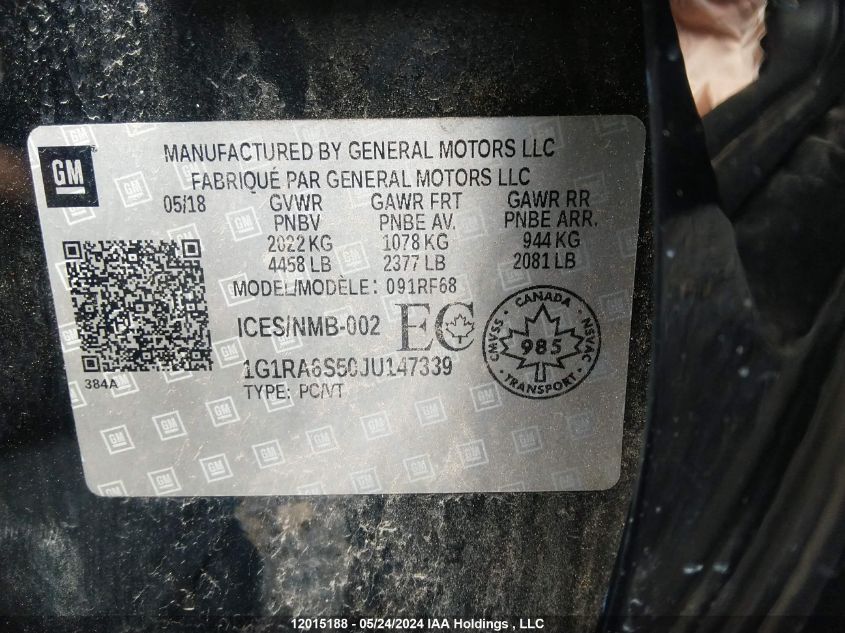 GM
MANUFACTURED BY GENERAL MOTORS LLC
FABRIQUÉ PAR GENERAL MOTORS LLC
05/18 GVWR GAWR FRT GAWR RR
PNBV PNBE AV. PNBE ARR.
2022 KG 1078 KG 944 KG
4458 LB 2377 LB 2081 LB
MODEL/MODÈLE: 091RF68
ICES/NMB-002 EC
CANADA
CMVSS 985 NSVAC
TRANSPORT
1G1RA6S50JU147339
TYPE: PC/VT
384A
12015188 - 05/24/2024 IAA Holdings , LLC